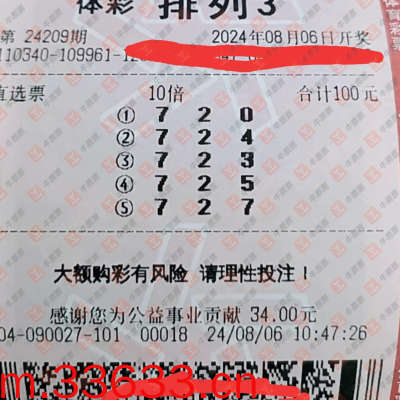 体彩 排列3
第 24209期 2024年08月06日开奖
110340-109961-12
直选票 10倍 合计100元
① 7 2 0
② 7 2 4
③ 7 2 3
④ 7 2 5
⑤ 7 2 7
大额购彩有风险 请理性投注!
感谢您为公益事业贡献 34.00元
04-090027-101 00018 24/08/06 10:47:26
m.33633.cn